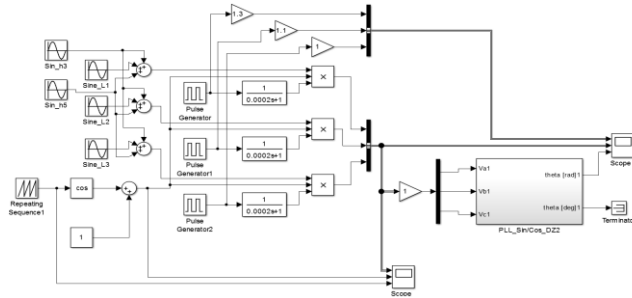 1.3
1.1
1
Sin_h3
Sin_h5
Sine_L1
Sine_L2
Sine_L3
Pulse
Generator
1
0.0002s+1
×
Pulse
Generator1
1
0.0002s+1
×
Pulse
Generator2
1
0.0002s+1
×
Repeating
Sequence1
cos
1
1
Va1
Vb1
Vc1
theta [rad]1
theta [deg]1
PLL_Sin/Cos_DZ2
Scope
Terminator
Scope